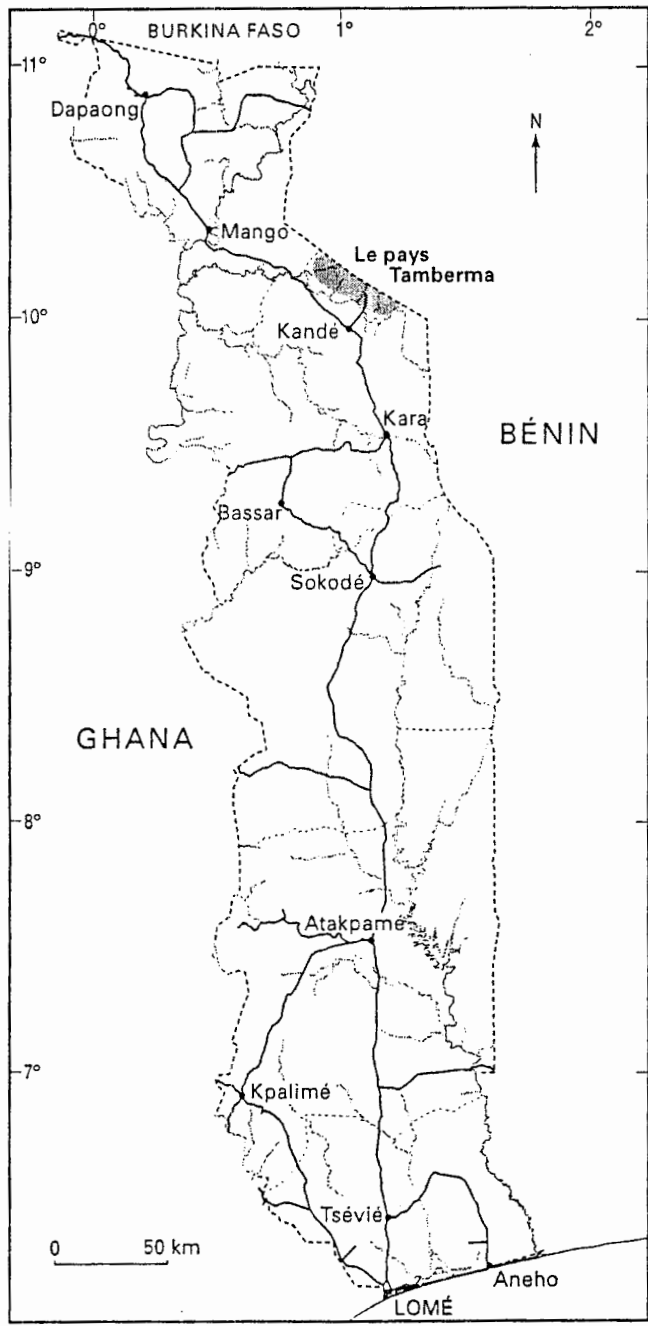 0° 1° 2°
BURKINA FASO
11°
Dapaong
N
Mango
Le pays
Tamberma
10°
Kandé
Kara
BÉNIN
Bassar
9°
Sokodé
GHANA
8°
Atakpamé
7°
Kpalimé
Tsévié
0 50 km
Aneho
LOMÉ